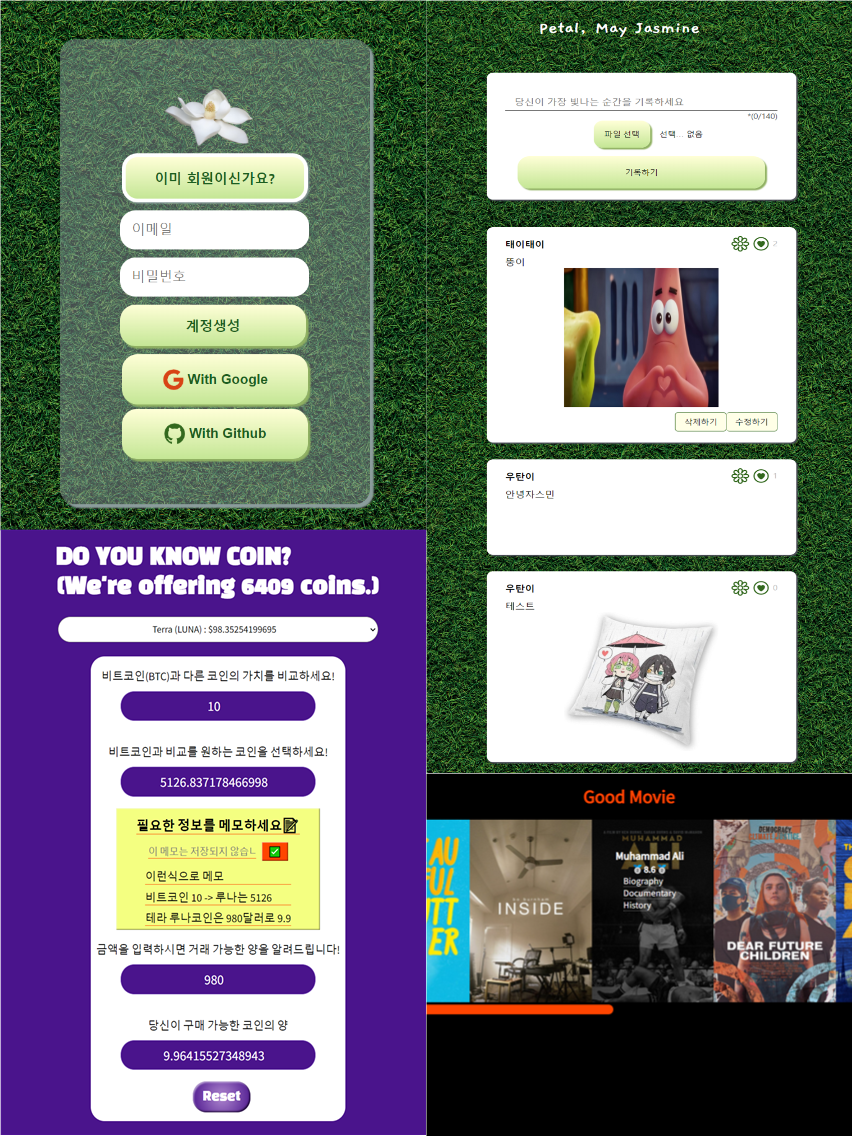 이미 회원이신가요?
이메일
비밀번호
계정생성
With Google
With Github
Petal, May Jasmine
당신이 가장 빛나는 순간을 기록하세요
*(0/140)
파일 선택
선택... 없음
기록하기
태이태이
2
뚱이
삭제하기
수정하기
우탄이
1
안녕자스민
우탄이
0
테스트
DO YOU KNOW COIN?
(We're offering 6409 coins.)
Terra (LUNA) : $98.35254199695
비트코인(BTC)과 다른 코인의 가치를 비교하세요!
10
비트코인과 비교를 원하는 코인을 선택하세요!
5126.837178466998
필요한 정보를 메모하세요
이 메모는 저장되지 않습니
이런식으로 메모
비트코인 10 -> 루나는 5126
테라 루나코인은 980달러로 9.9
금액을 입력하시면 거래 가능한 양을 알려드립니다!
980
당신이 구매 가능한 코인의 양
9.96415527348943
Reset
Good Movie
INSIDE
MUHAMMAD
ALI
Muhammad Ali
8.6
Biography
Documentary
History
DEMOCRACY
DEAR FUTURE
CHILDREN